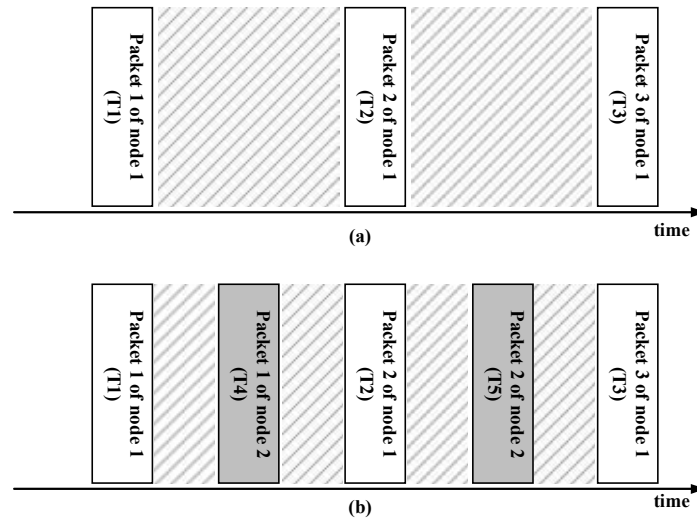 Packet 1 of node 1
(T1)
Packet 2 of node 1
(T2)
Packet 3 of node 1
(T3)
time
(a)
Packet 1 of node 1
(T1)
Packet 1 of node 2
(T4)
Packet 2 of node 1
(T2)
Packet 2 of node 2
(T5)
Packet 3 of node 1
(T3)
time
(b)